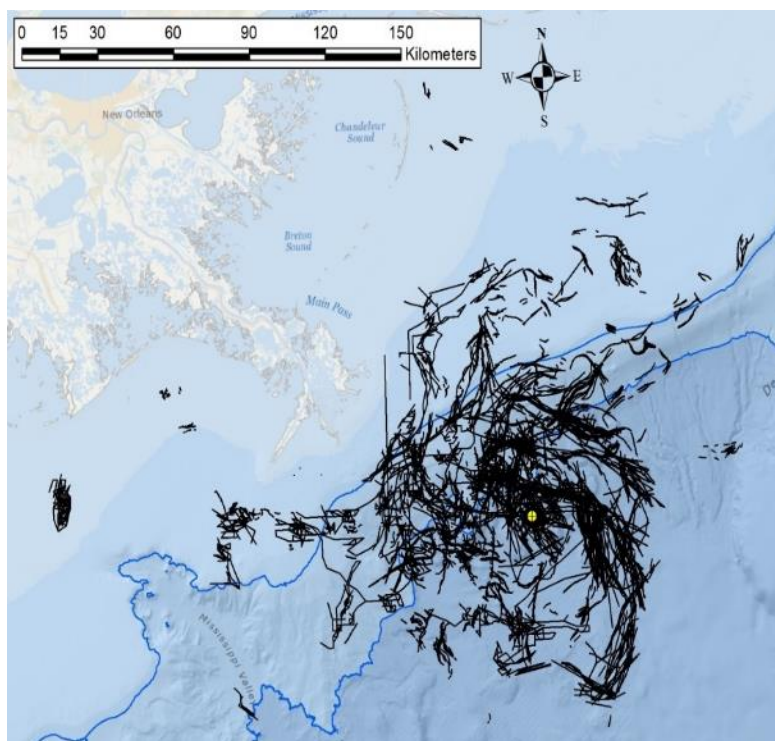 0 15 30 60 90 120 150
Kilometers
N
W E
S
New Orleans
Chandeleur
Sound
Breton
Sound
Main Pass
Mississippi Valley